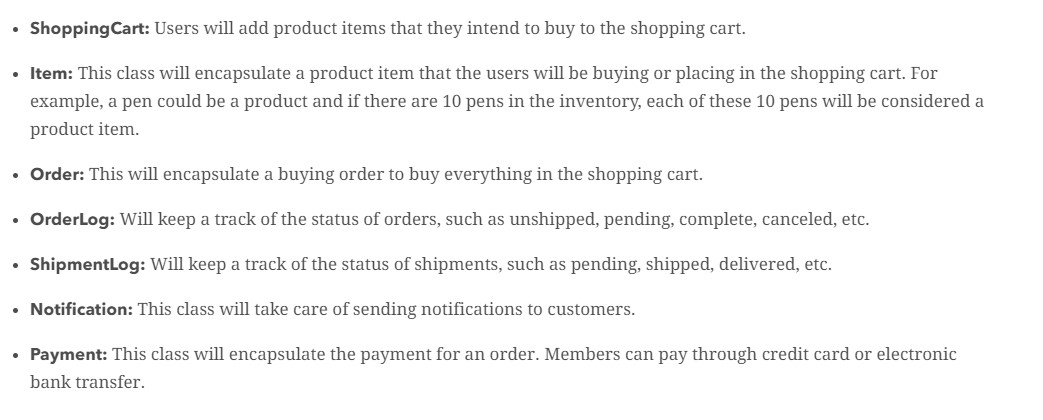 • ShoppingCart: Users will add product items that they intend to buy to the shopping cart.
• Item: This class will encapsulate a product item that the users will be buying or placing in the shopping cart. For
example, a pen could be a product and if there are 10 pens in the inventory, each of these 10 pens will be considered a
product item.
• Order: This will encapsulate a buying order to buy everything in the shopping cart.
• OrderLog: Will keep a track of the status of orders, such as unshipped, pending, complete, canceled, etc.
• ShipmentLog: Will keep a track of the status of shipments, such as pending, shipped, delivered, etc.
• Notification: This class will take care of sending notifications to customers.
• Payment: This class will encapsulate the payment for an order. Members can pay through credit card or electronic
bank transfer.